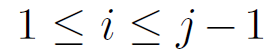 1 ≤ i ≤ j − 1